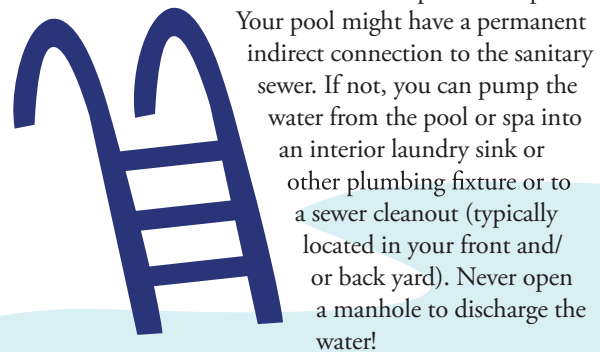 Your pool might have a permanent
indirect connection to the sanitary
sewer. If not, you can pump the
water from the pool or spa into
an interior laundry sink or
other plumbing fixture or to
a sewer cleanout (typically
located in your front and/
or back yard). Never open
a manhole to discharge the
water!